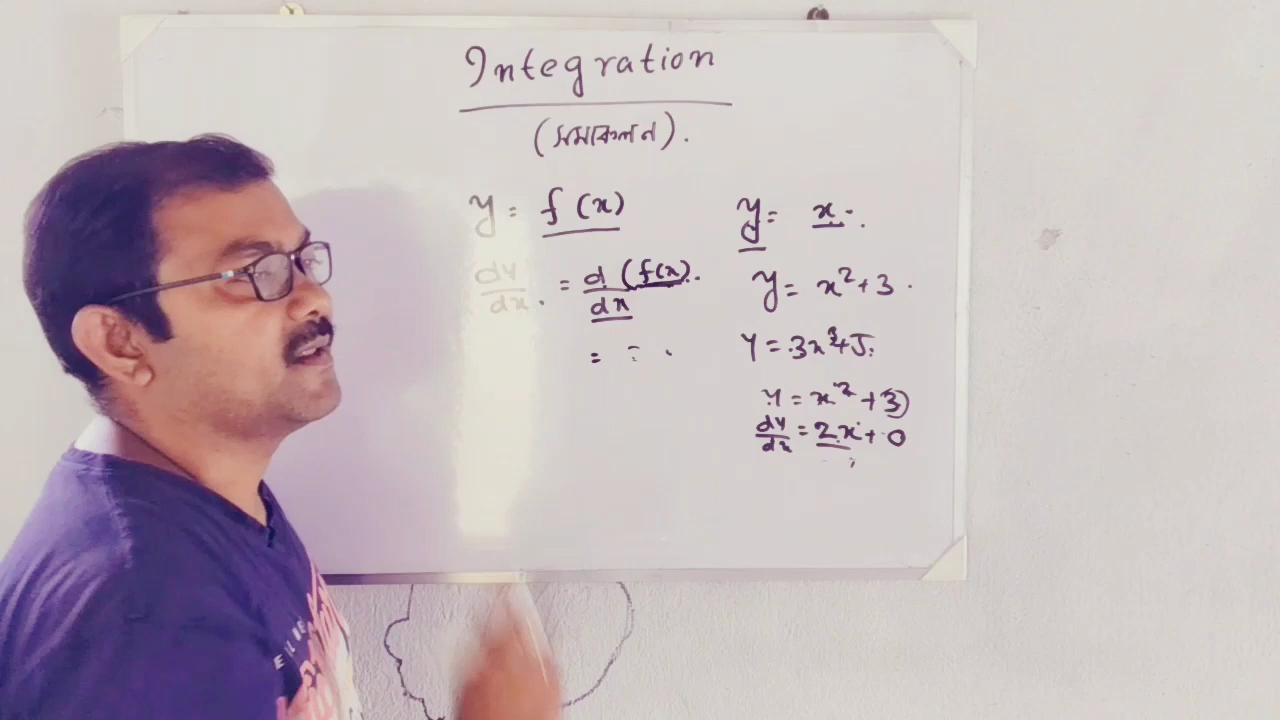 Integration
(সমাকলন).
y = f(x)
dy/dx = d/dx (f(x).
= ?
y = x.
y = x²+3.
y = 3x³+5.
y = x²+3
dy/dx = 2x+0